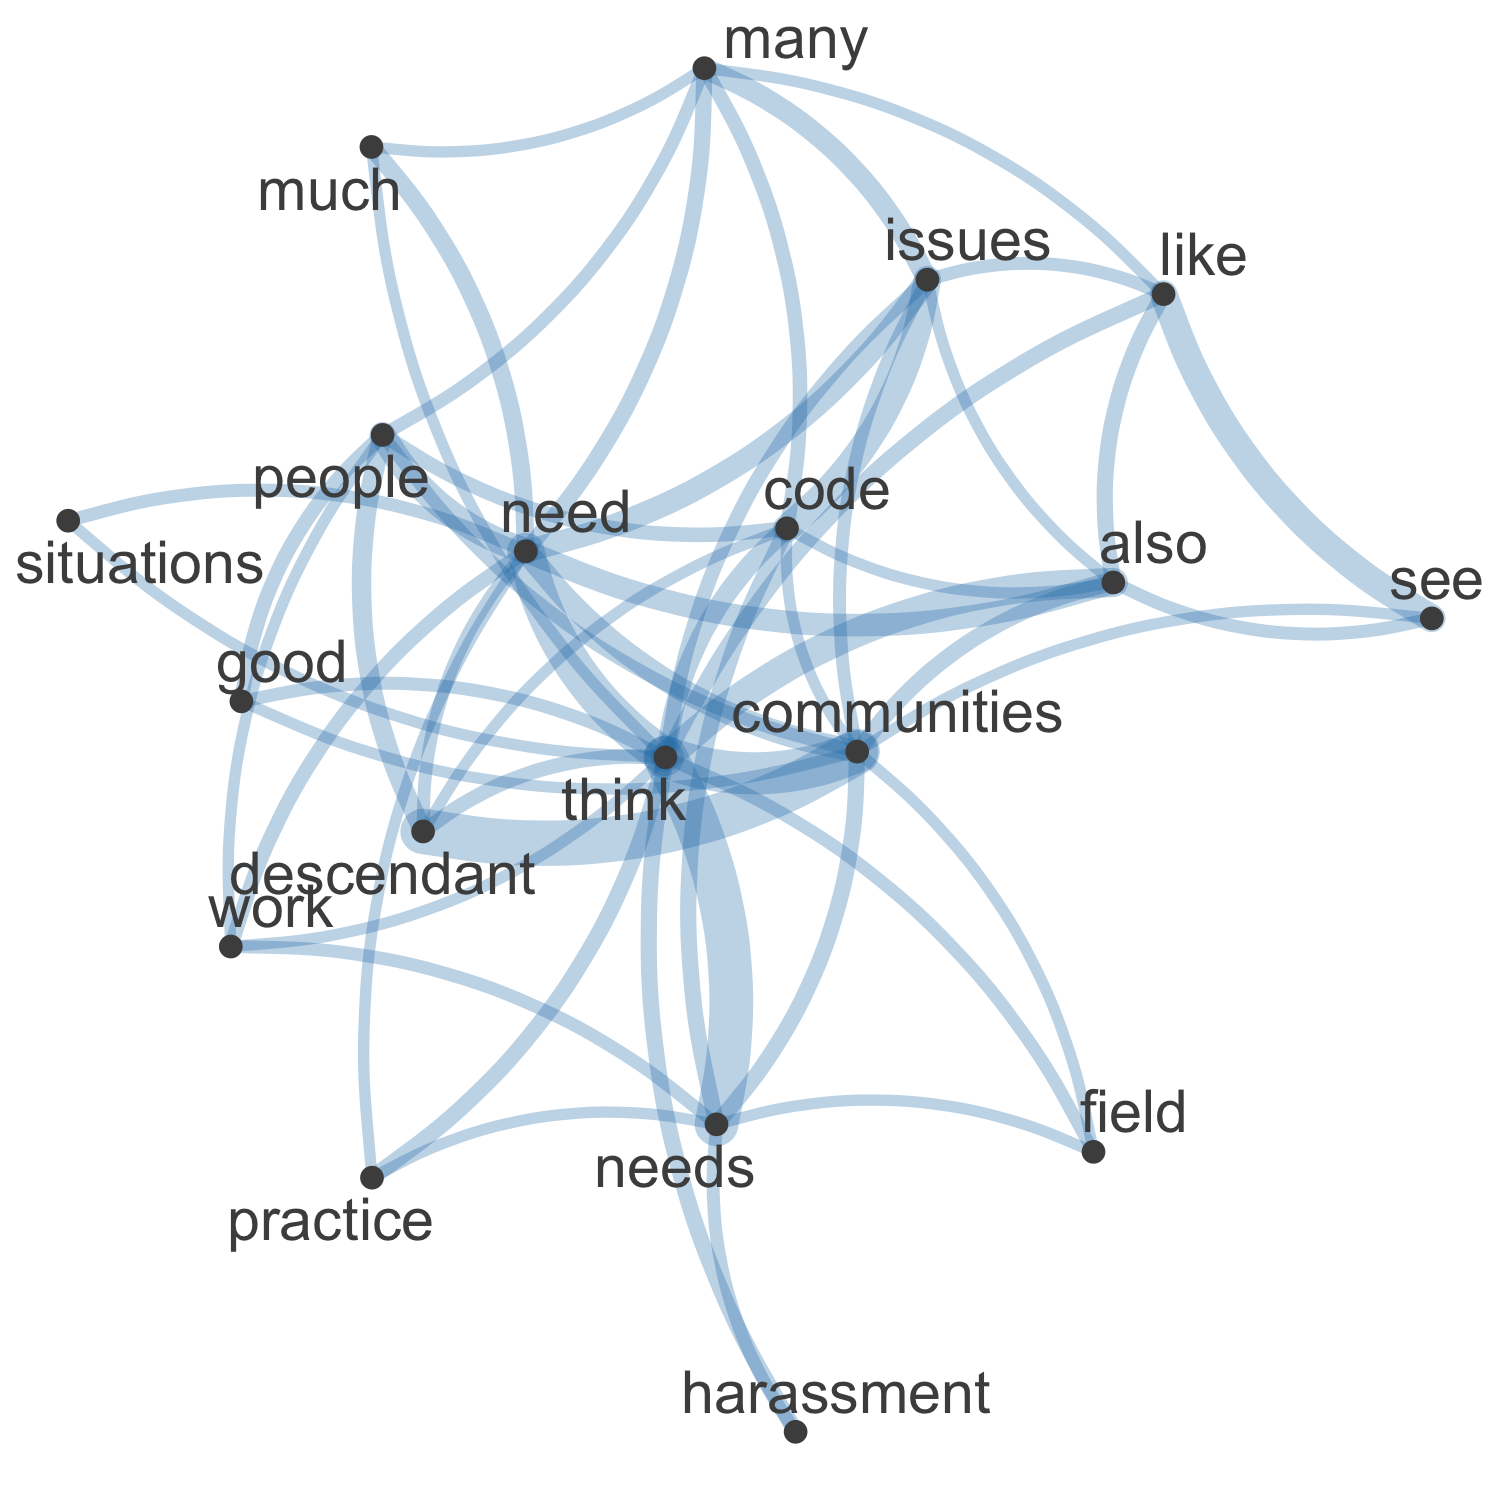 many
much
issues
like
people
need
code
situations
also
see
good
communities
think
descendant
work
field
needs
practice
harassment